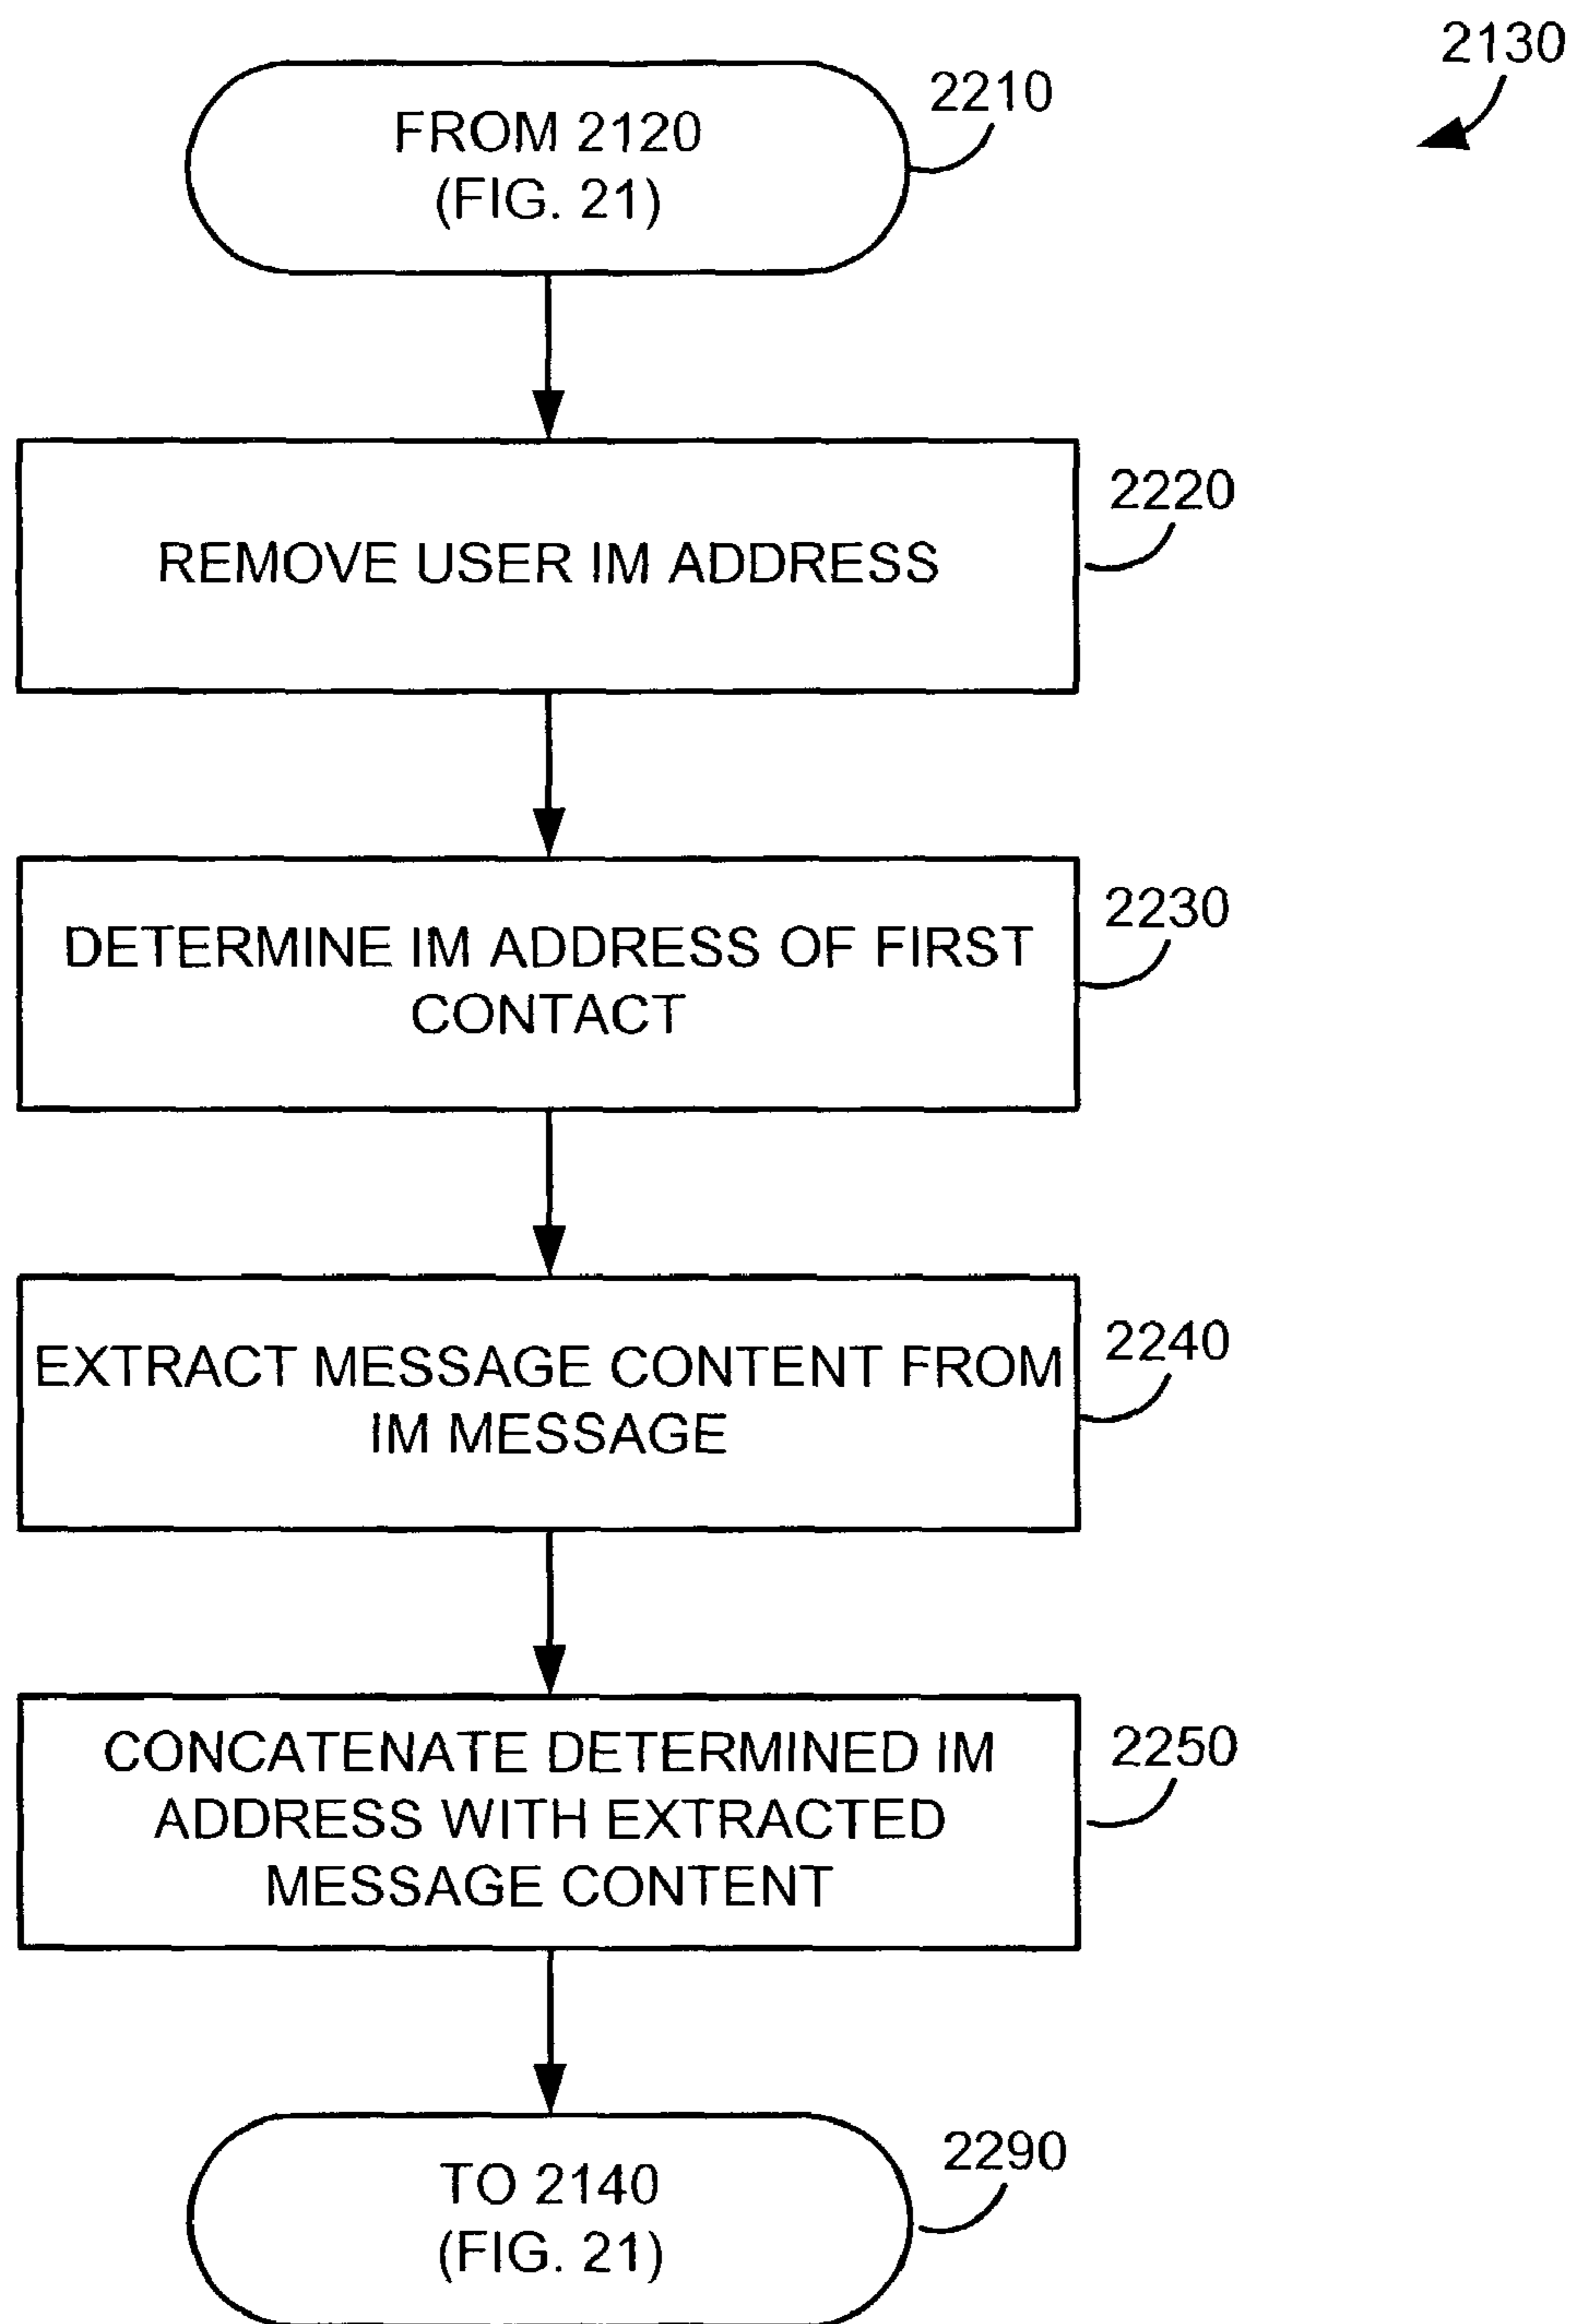 2130
FROM 2120
(FIG. 21)
2210
REMOVE USER IM ADDRESS
2220
DETERMINE IM ADDRESS OF FIRST
CONTACT
2230
EXTRACT MESSAGE CONTENT FROM
IM MESSAGE
2240
CONCATENATE DETERMINED IM
ADDRESS WITH EXTRACTED
MESSAGE CONTENT
2250
TO 2140
(FIG. 21)
2290